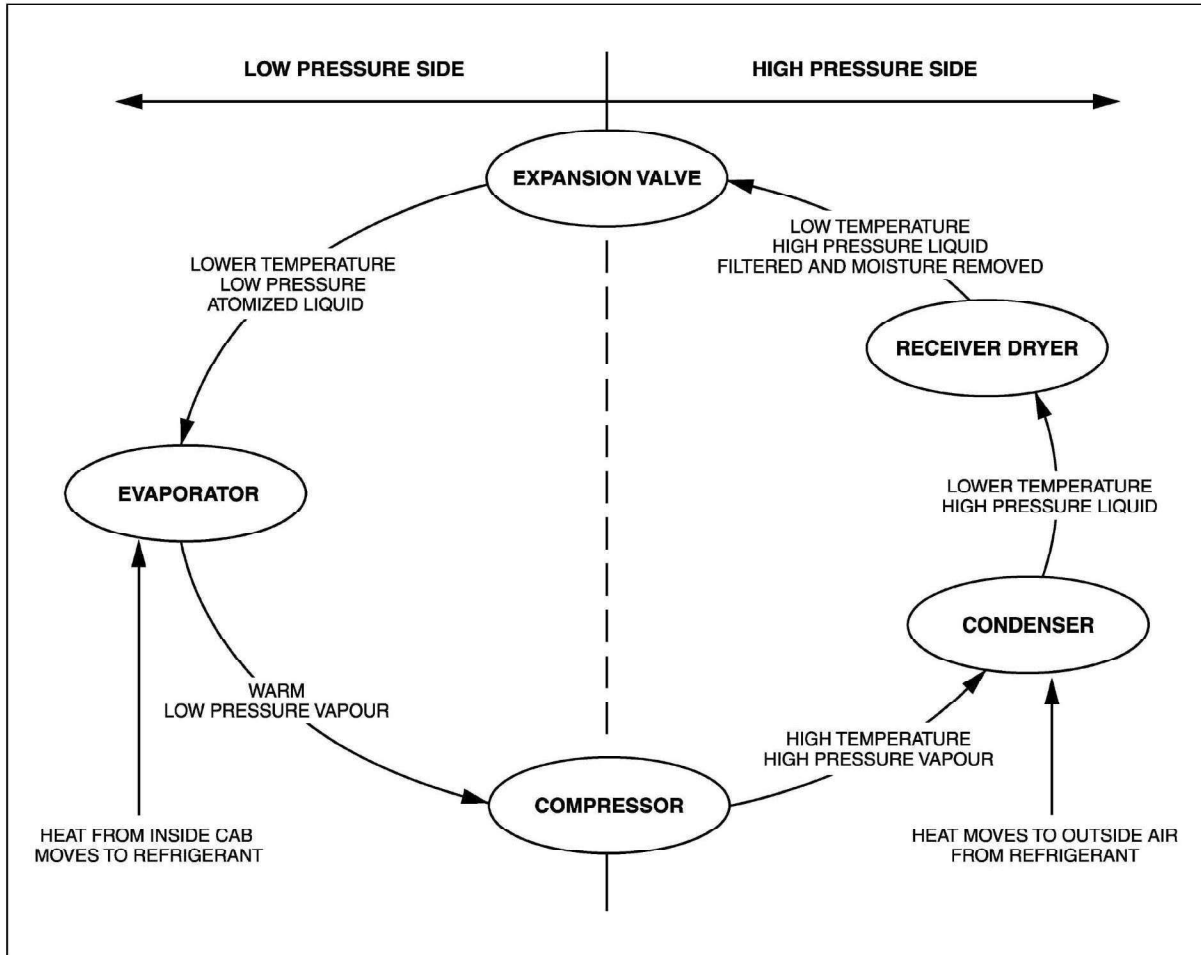 LOW PRESSURE SIDE
HIGH PRESSURE SIDE
EXPANSION VALVE
LOW TEMPERATURE
HIGH PRESSURE LIQUID
FILTERED AND MOISTURE REMOVED
LOWER TEMPERATURE
LOW PRESSURE
ATOMIZED LIQUID
RECEIVER DRYER
EVAPORATOR
LOWER TEMPERATURE
HIGH PRESSURE LIQUID
CONDENSER
WARM
LOW PRESSURE VAPOUR
HIGH TEMPERATURE
HIGH PRESSURE VAPOUR
COMPRESSOR
HEAT FROM INSIDE CAB
MOVES TO REFRIGERANT
HEAT MOVES TO OUTSIDE AIR
FROM REFRIGERANT